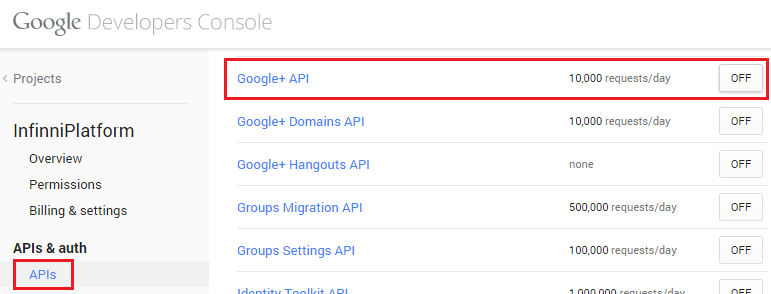 Google Developers Console
Projects
InfinniPlatform
Overview
Permissions
Billing & settings
APIs & auth
APIs
Google+ API 10,000 requests/day OFF
Google+ Domains API 10,000 requests/day OFF
Google+ Hangouts API none OFF
Groups Migration API 500,000 requests/day OFF
Groups Settings API 100,000 requests/day OFF
Identity Toolkit API 1,000,000 requests/day OFF